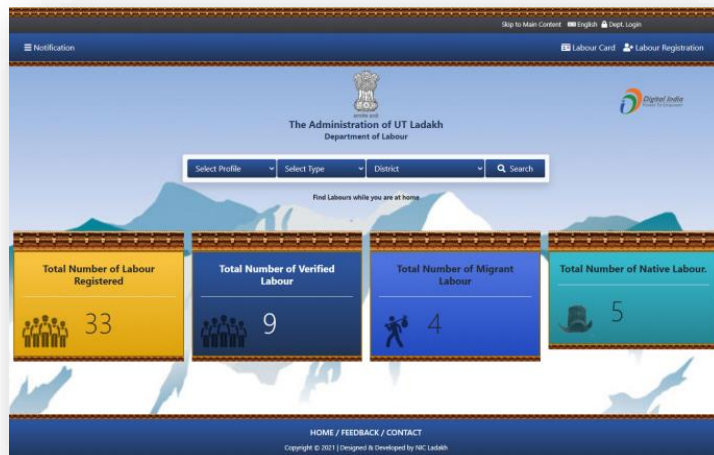 Skip to Main Content English Dept. Login
Notification Labour Card Labour Registration
Digital India
The Administration of UT Ladakh
Department of Labour
Select Profile Select Type District Search
Find Labours while you are at home
Total Number of Labour
Registered
33
Total Number of Verified
Labour
9
Total Number of Migrant
Labour
4
Total Number of Native Labour.
5
HOME / FEEDBACK / CONTACT
Copyright © 2021 | Designed & Developed by NIC Ladakh